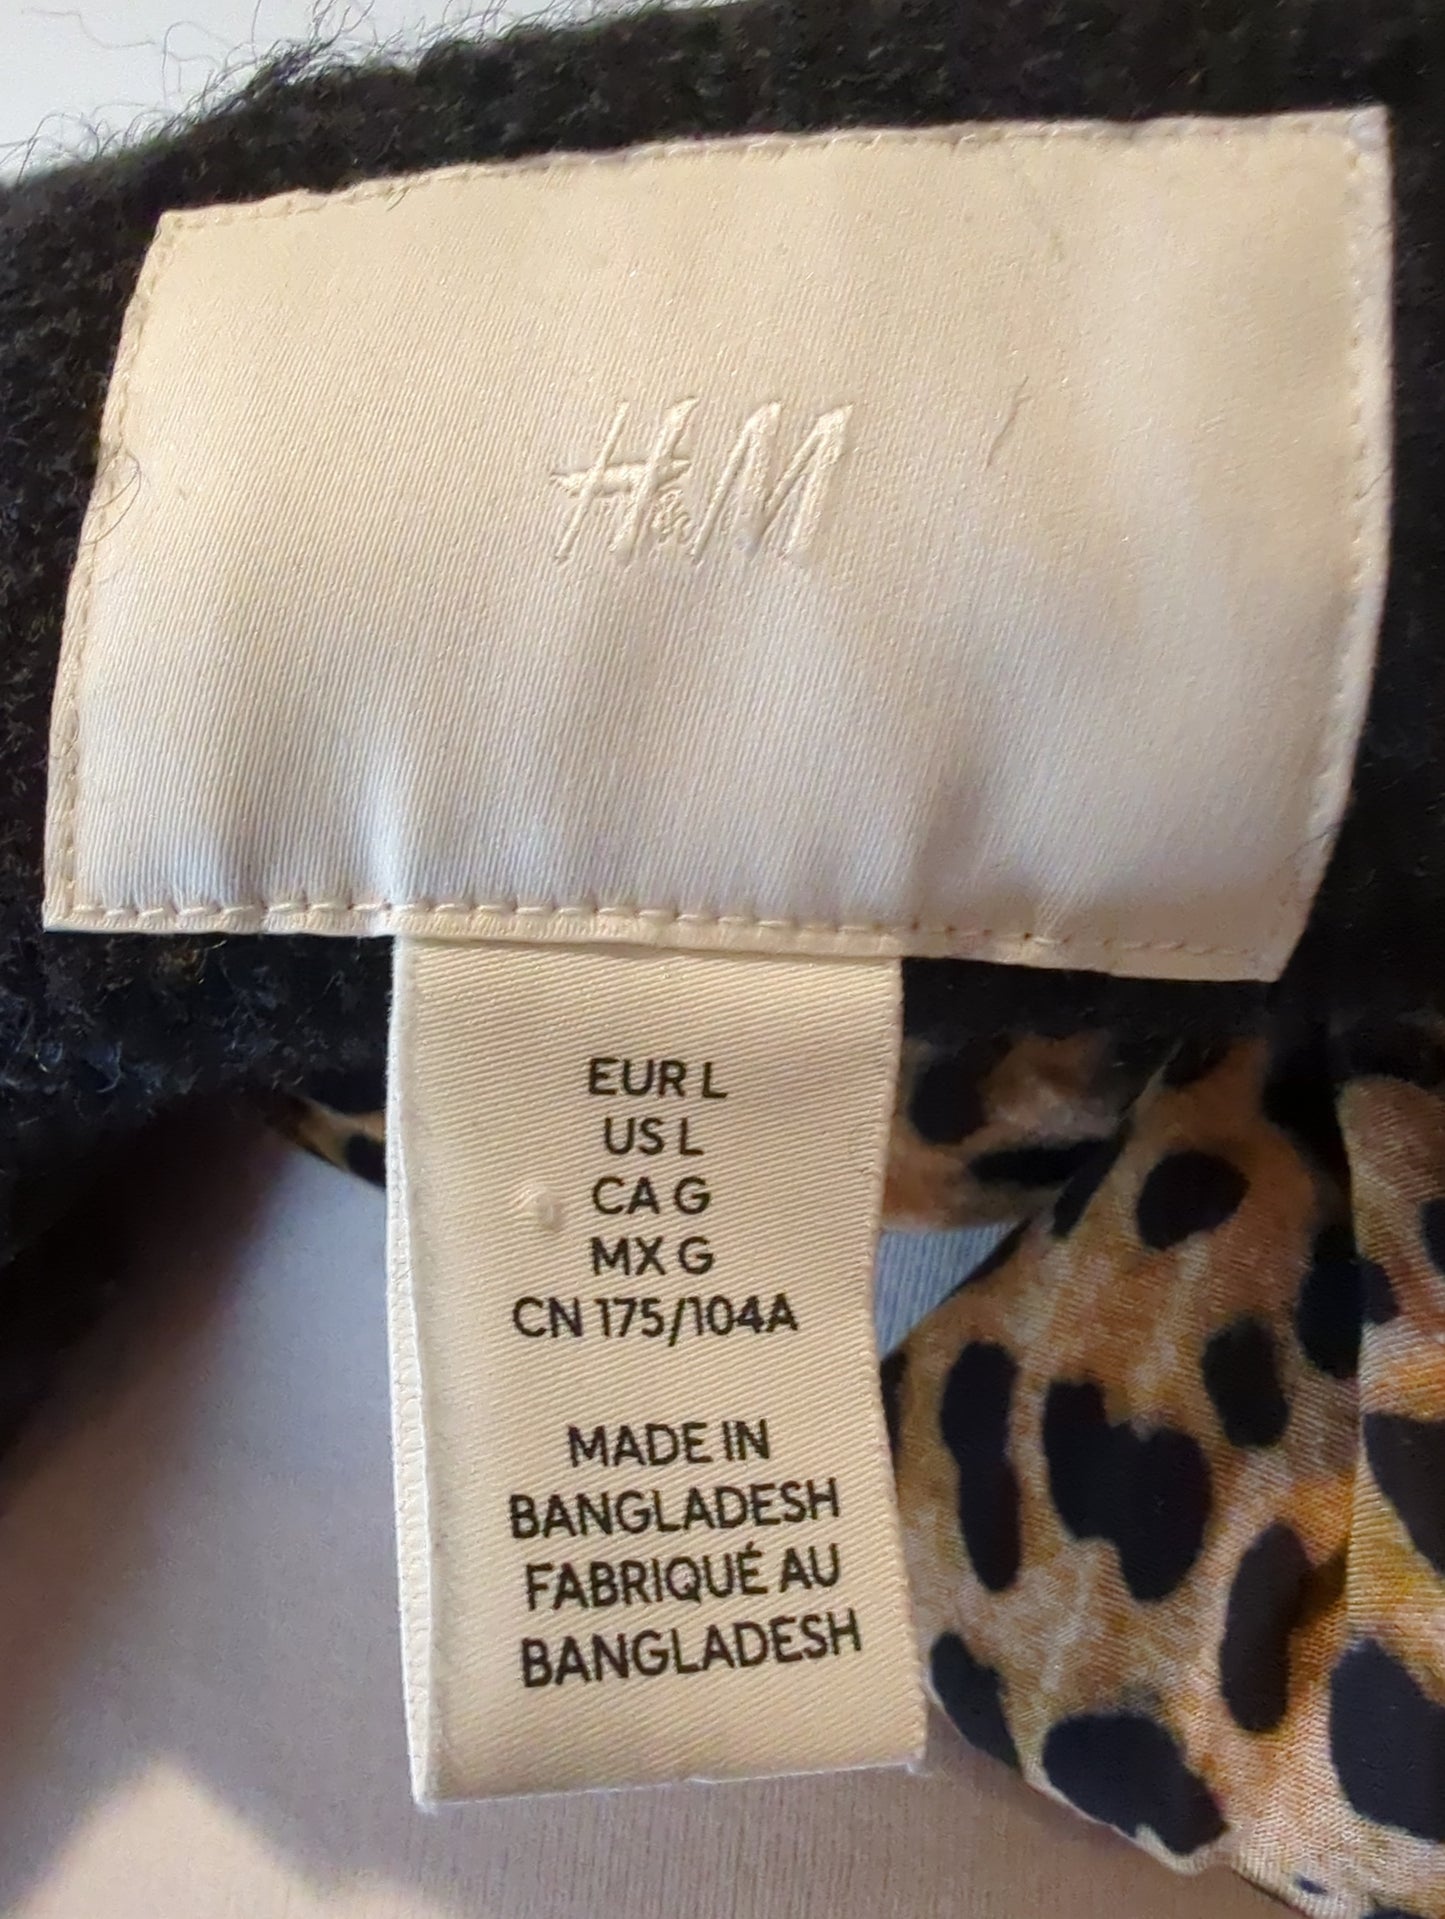 H&M
EUR L
US L
CA G
MX G
CN 175/104A
MADE IN
BANGLADESH
FABRIQUÉ AU
BANGLADESH